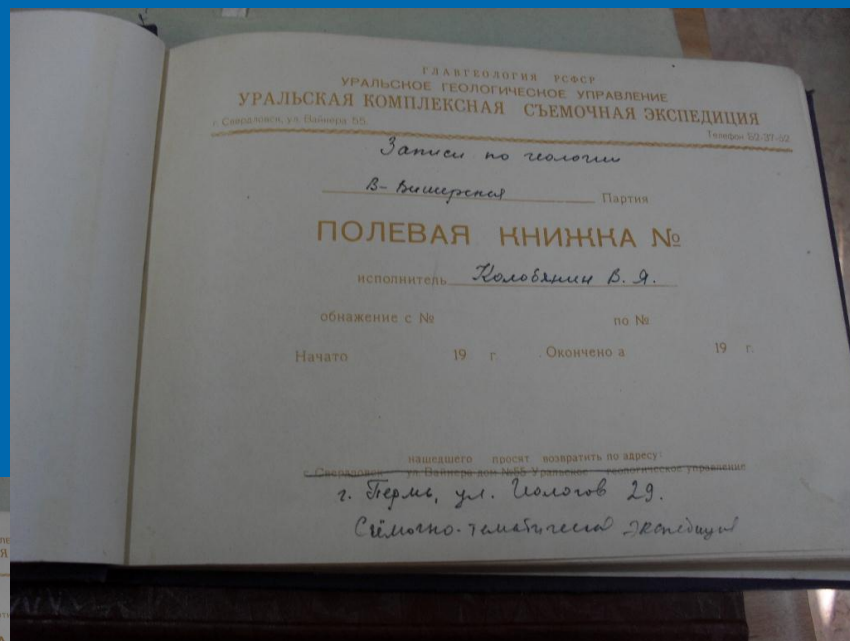 ГЛАВГЕОЛОГИЯ РСФСР
УРАЛЬСКОЕ ГЕОЛОГИЧЕСКОЕ УПРАВЛЕНИЕ
УРАЛЬСКАЯ КОМПЛЕКСНАЯ СЪЕМОЧНАЯ ЭКСПЕДИЦИЯ
г. Свердловск, ул. Вайнера 55. Телефон 52-37-52
Записи по геологии
В-Вишерская Партия
ПОЛЕВАЯ КНИЖКА №
исполнитель Колобянин В. Я.
обнажение с № по №
Начато 19 г. Окончено а 19 г.
нашедшего просят возвратить по адресу:
г. Свердловск ул. Вайнера дом №55 Уральское геологическое управление
г. Пермь, ул. Геологов 29.
Съёмочно-тематическая экспедиция